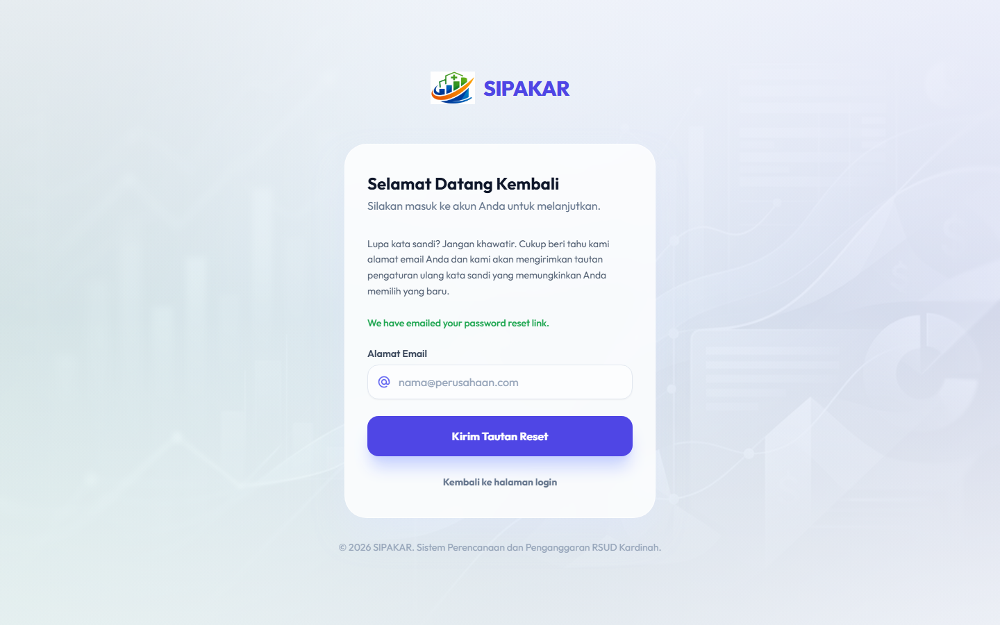 SIPAKAR
Selamat Datang Kembali
Silakan masuk ke akun Anda untuk melanjutkan.
Lupa kata sandi? Jangan khawatir. Cukup beri tahu kami
alamat email Anda dan kami akan mengirimkan tautan
pengaturan ulang kata sandi yang memungkinkan Anda
memilih yang baru.
We have emailed your password reset link.
Alamat Email
nama@perusahaan.com
Kirim Tautan Reset
Kembali ke halaman login
© 2026 SIPAKAR. Sistem Perencanaan dan Penganggaran RSUD Kardinah.